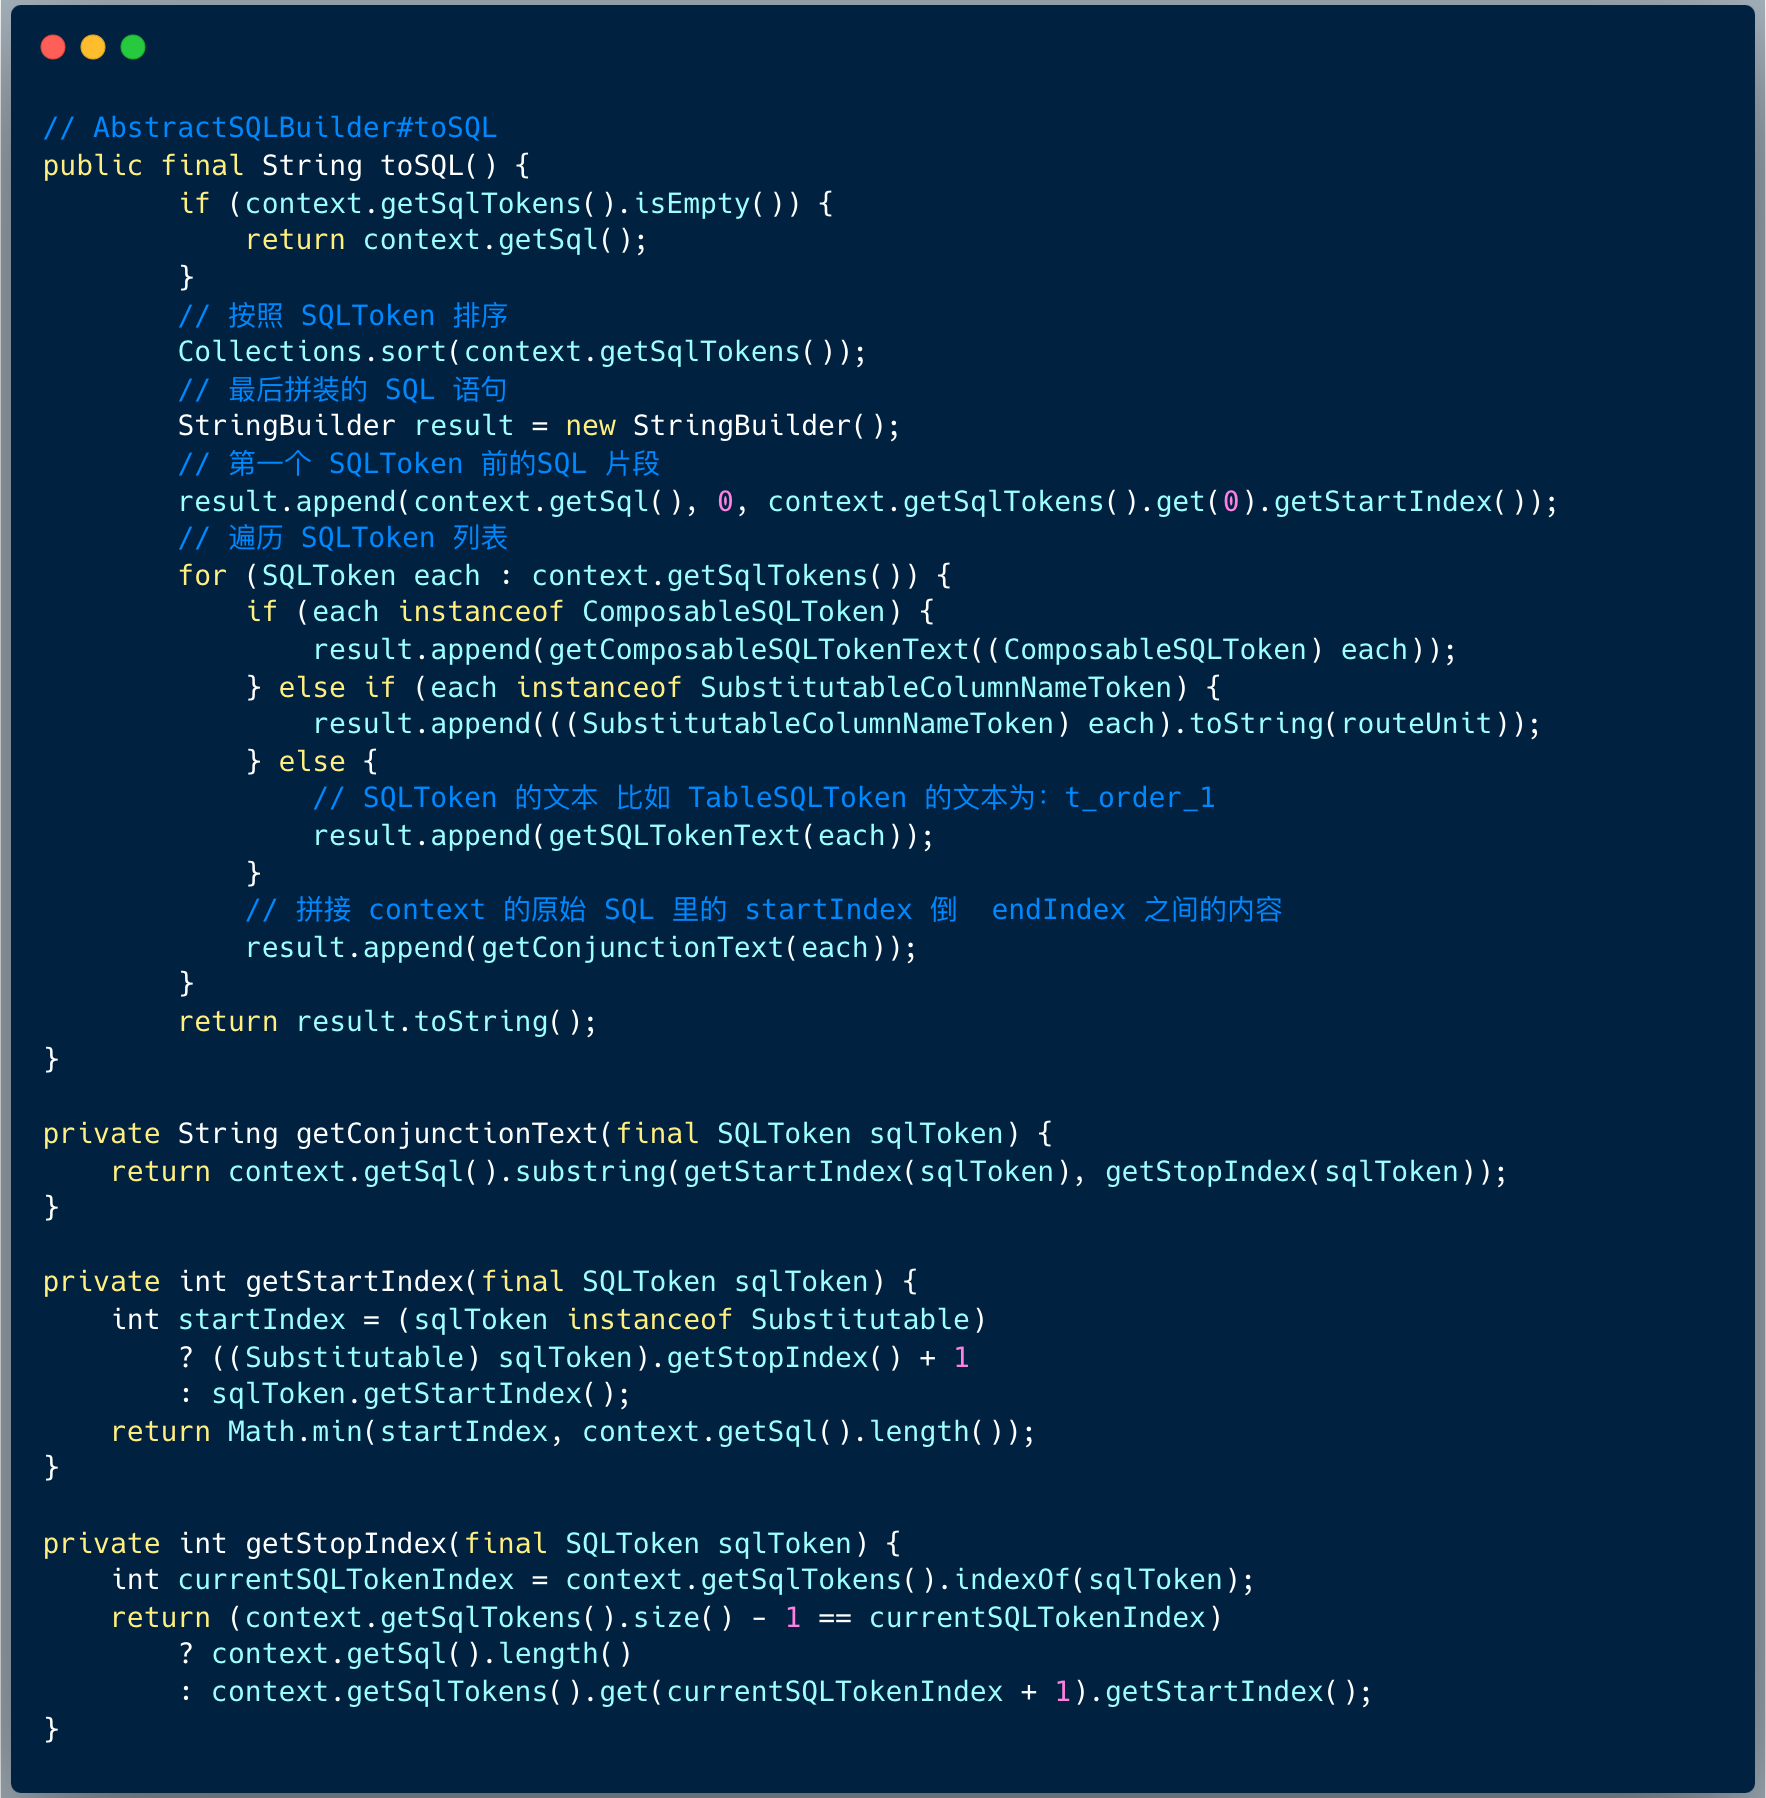 // AbstractSQLBuilder#toSQL
public final String toSQL() {
        if (context.getSqlTokens().isEmpty()) {
            return context.getSql();
        }
        // 按照 SQLToken 排序
        Collections.sort(context.getSqlTokens());
        // 最后拼装的 SQL 语句
        StringBuilder result = new StringBuilder();
        // 第一个 SQLToken 前的SQL 片段
        result.append(context.getSql(), 0, context.getSqlTokens().get(0).getStartIndex());
        // 遍历 SQLToken 列表
        for (SQLToken each : context.getSqlTokens()) {
            if (each instanceof ComposableSQLToken) {
                result.append(getComposableSQLTokenText((ComposableSQLToken) each));
            } else if (each instanceof SubstitutableColumnNameToken) {
                result.append(((SubstitutableColumnNameToken) each).toString(routeUnit));
            } else {
                // SQLToken 的文本 比如 TableSQLToken 的文本为：t_order_1
                result.append(getSQLTokenText(each));
            }
            // 拼接 context 的原始 SQL 里的 startIndex 倒  endIndex 之间的内容
            result.append(getConjunctionText(each));
        }
        return result.toString();
}

private String getConjunctionText(final SQLToken sqlToken) {
    return context.getSql().substring(getStartIndex(sqlToken), getStopIndex(sqlToken));
}

private int getStartIndex(final SQLToken sqlToken) {
    int startIndex = (sqlToken instanceof Substitutable)
        ? ((Substitutable) sqlToken).getStopIndex() + 1
        : sqlToken.getStartIndex();
    return Math.min(startIndex, context.getSql().length());
}

private int getStopIndex(final SQLToken sqlToken) {
    int currentSQLTokenIndex = context.getSqlTokens().indexOf(sqlToken);
    return (context.getSqlTokens().size() - 1 == currentSQLTokenIndex)
        ? context.getSql().length()
        : context.getSqlTokens().get(currentSQLTokenIndex + 1).getStartIndex();
}